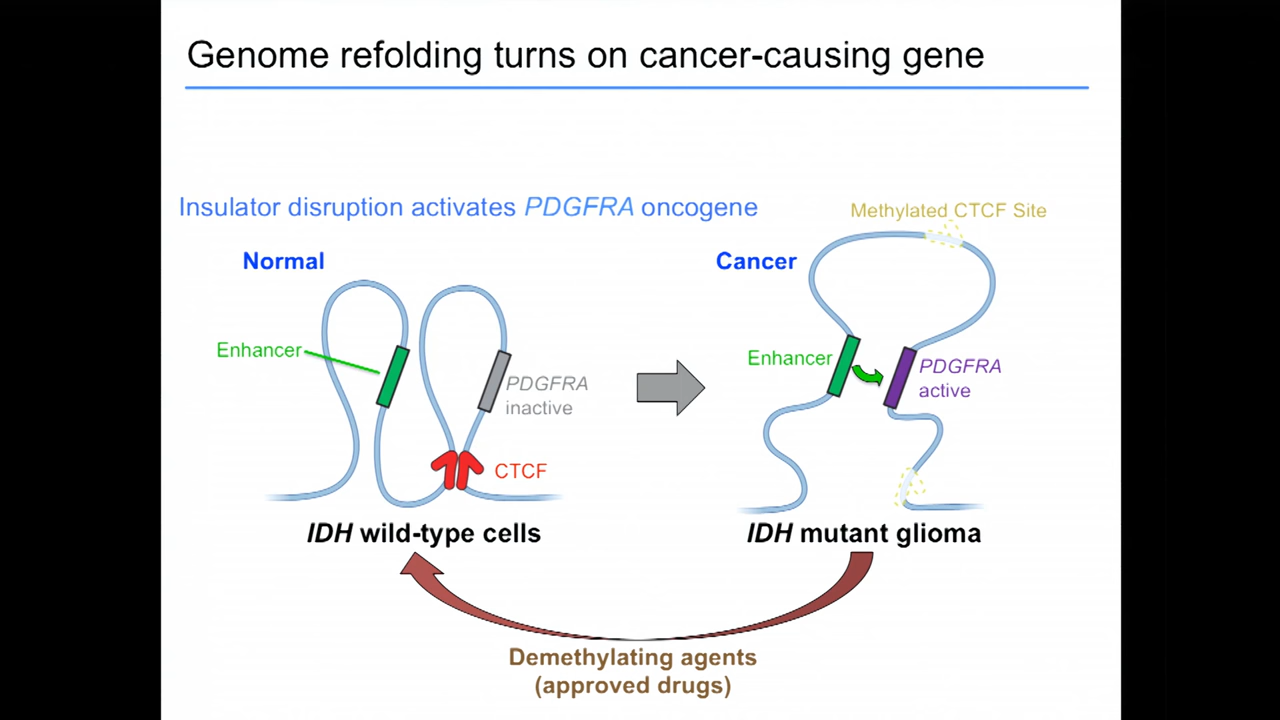 Genome refolding turns on cancer-causing gene
Insulator disruption activates PDGFRA oncogene
Methylated CTCF Site
Normal
Cancer
Enhancer
PDGFRA
inactive
CTCF
Enhancer
PDGFRA
active
IDH wild-type cells
IDH mutant glioma
Demethylating agents
(approved drugs)